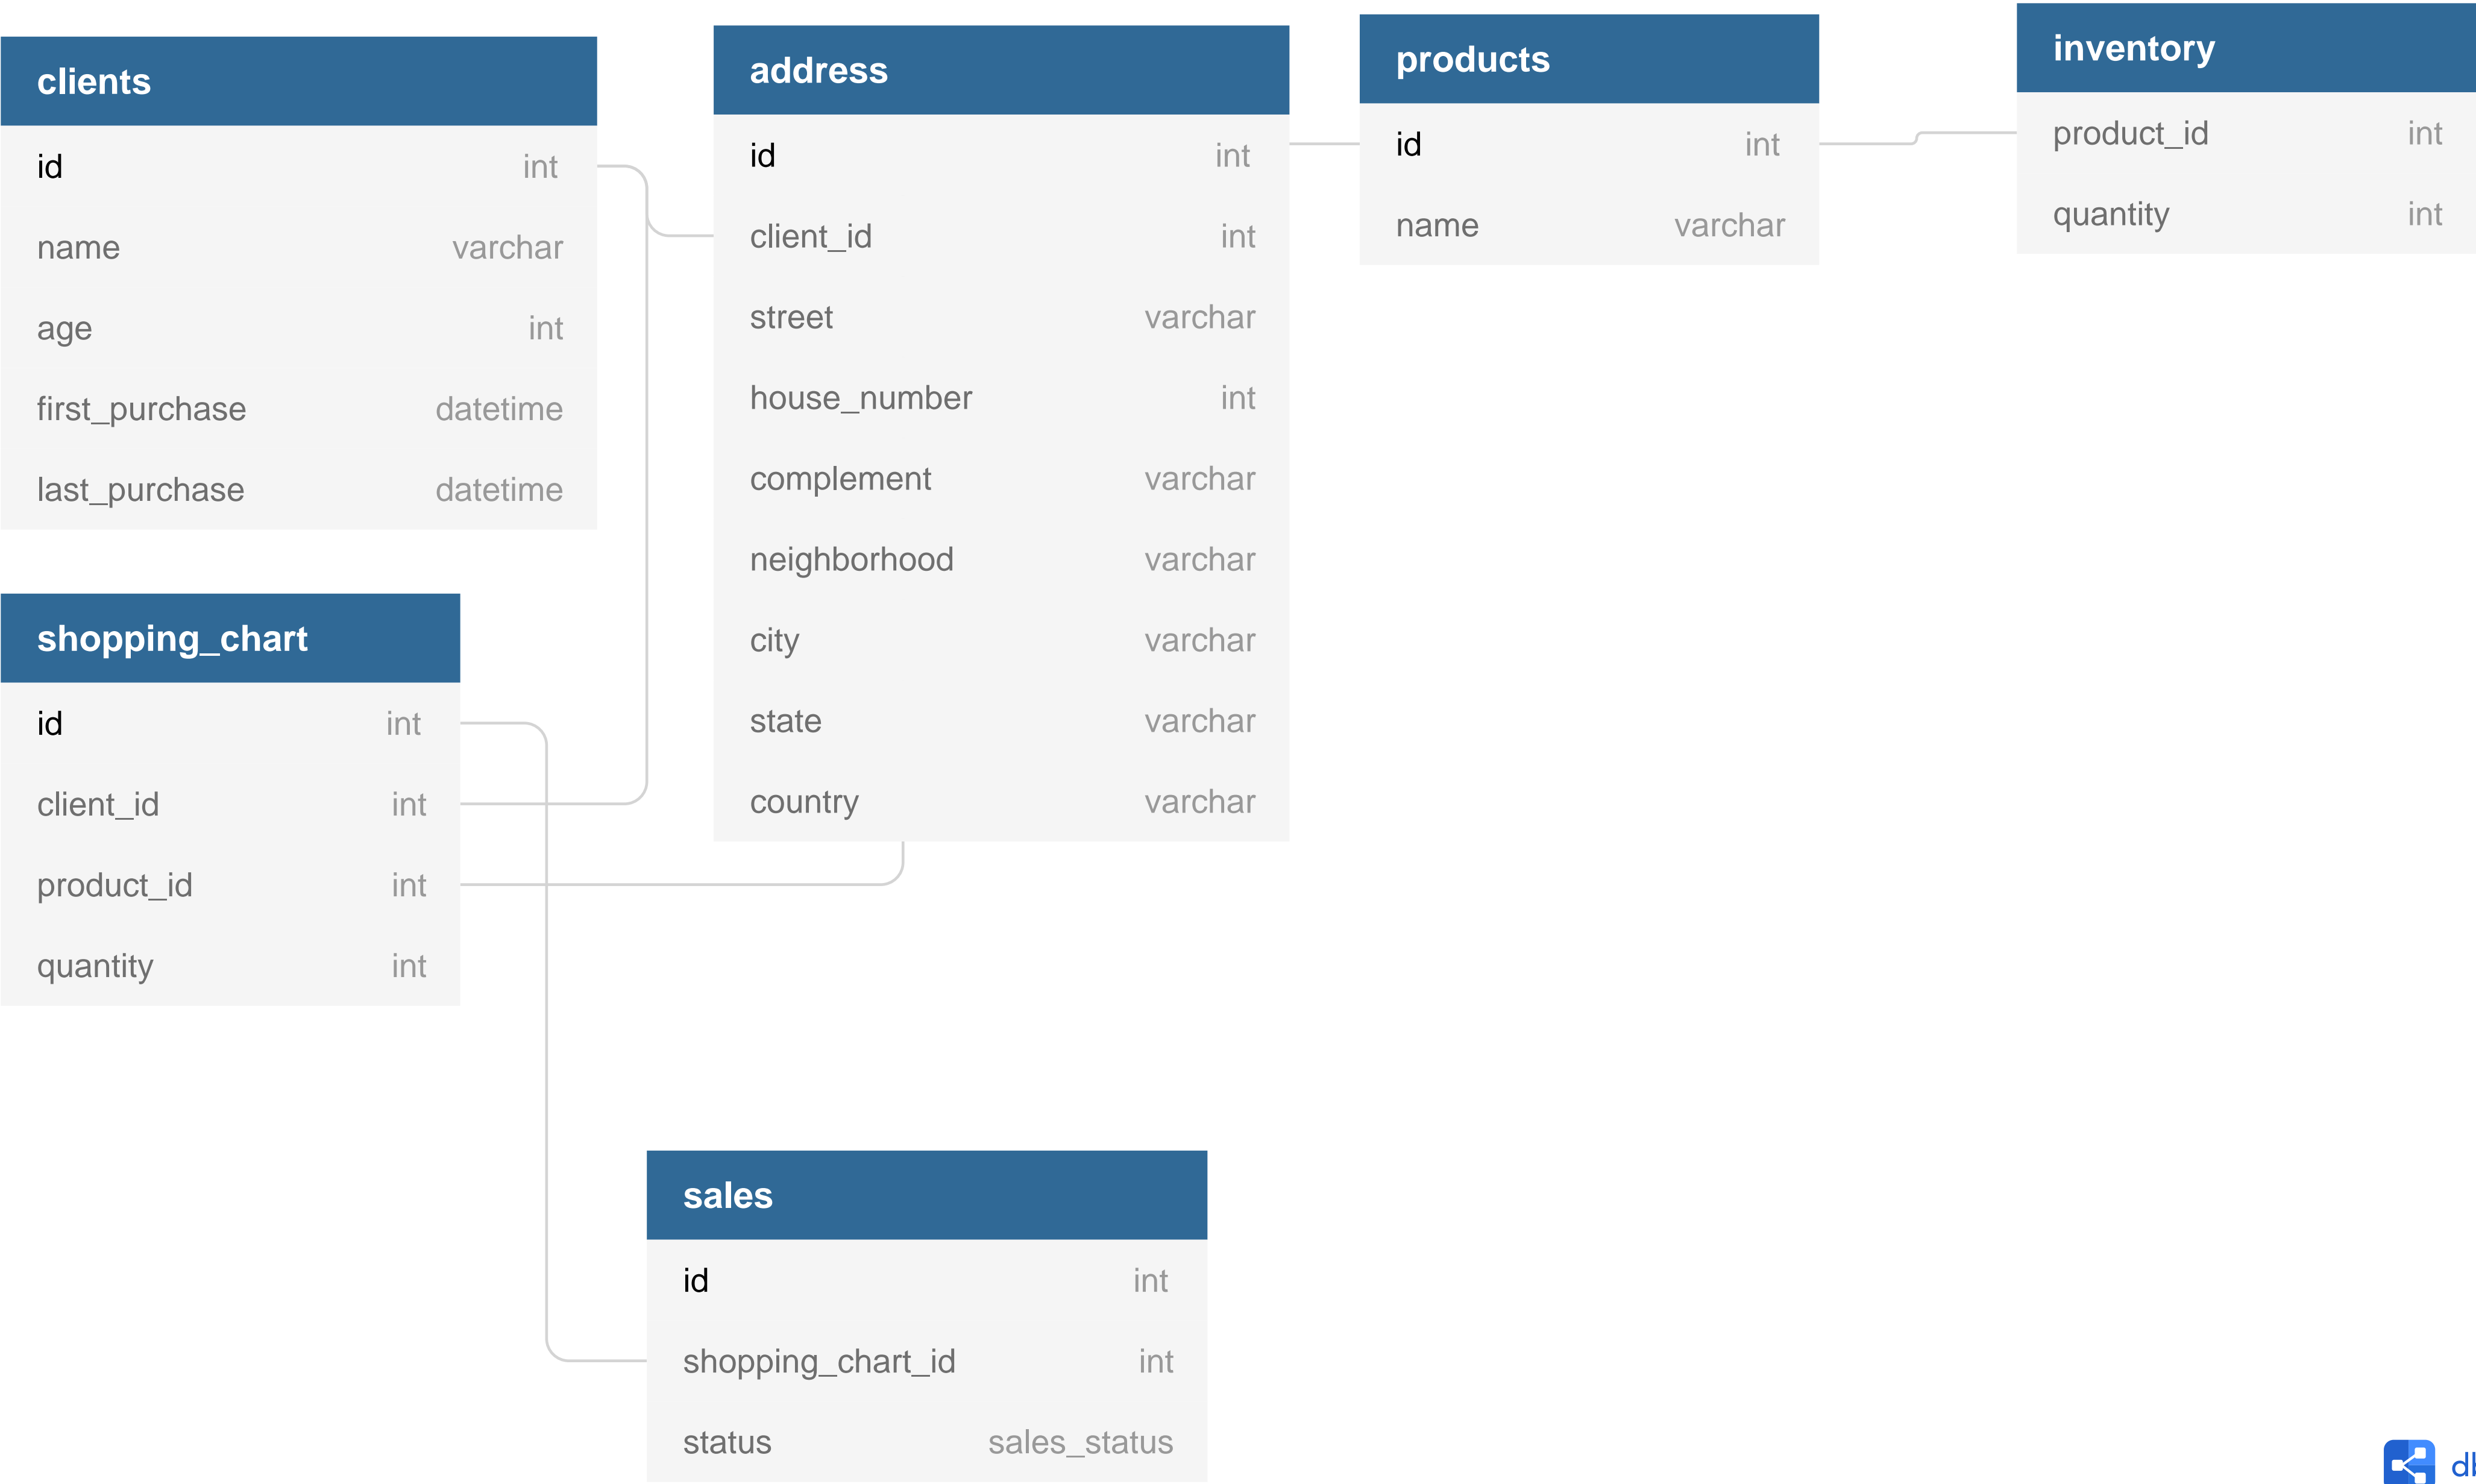 clients
id int
name varchar
age int
first_purchase datetime
last_purchase datetime
address
id int
client_id int
street varchar
house_number int
complement varchar
neighborhood varchar
city varchar
state varchar
country varchar
products
id int
name varchar
inventory
product_id int
quantity int
shopping_chart
id int
client_id int
product_id int
quantity int
sales
id int
shopping_chart_id int
status sales_status